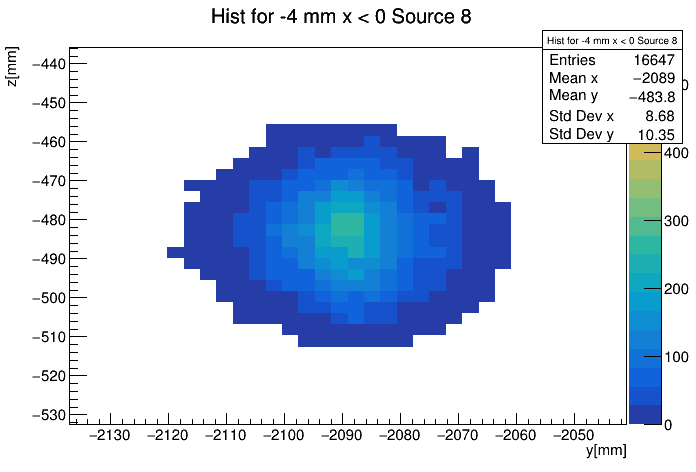 Hist for -4 mm x < 0 Source 8
Hist for -4 mm x < 0 Source 8
Entries 16647
Mean x −2089
Mean y −483.8
Std Dev x 8.68
Std Dev y 10.35
z[mm]
−440
−450
−460
−470
−480
−490
−500
−510
−520
−530
−2130
−2120
−2110
−2100
−2090
−2080
−2070
−2060
−2050
y[mm]
400
300
200
100
0